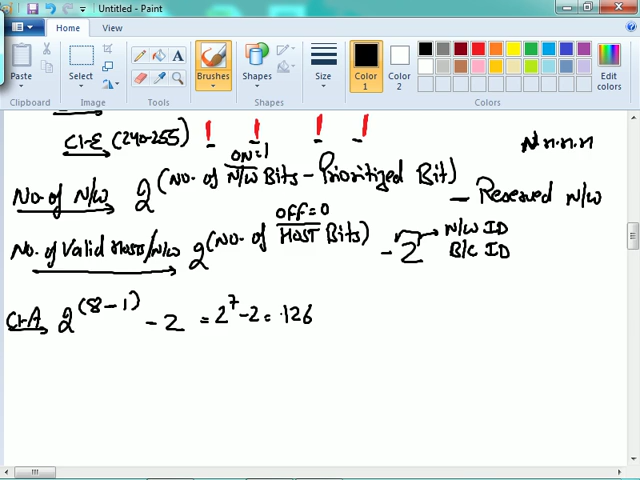 Untitled - Paint
Home View
Paste Select Brushes Shapes Size Color 1 Color 2 Edit colors
Clipboard Image Tools Shapes Colors
Cl-E (240-255) N.n.n.n
No. of N/W 2 (No. of ON=1 N/W Bits - Prioritized Bit) - Reserved N/W
No. of Valid Hosts/N/W 2 (No. of OFF=0 HOST Bits) - 2 → N/W ID
B/C ID
Cl-A 2 (8-1) - 2 = 2^7 - 2 = 126